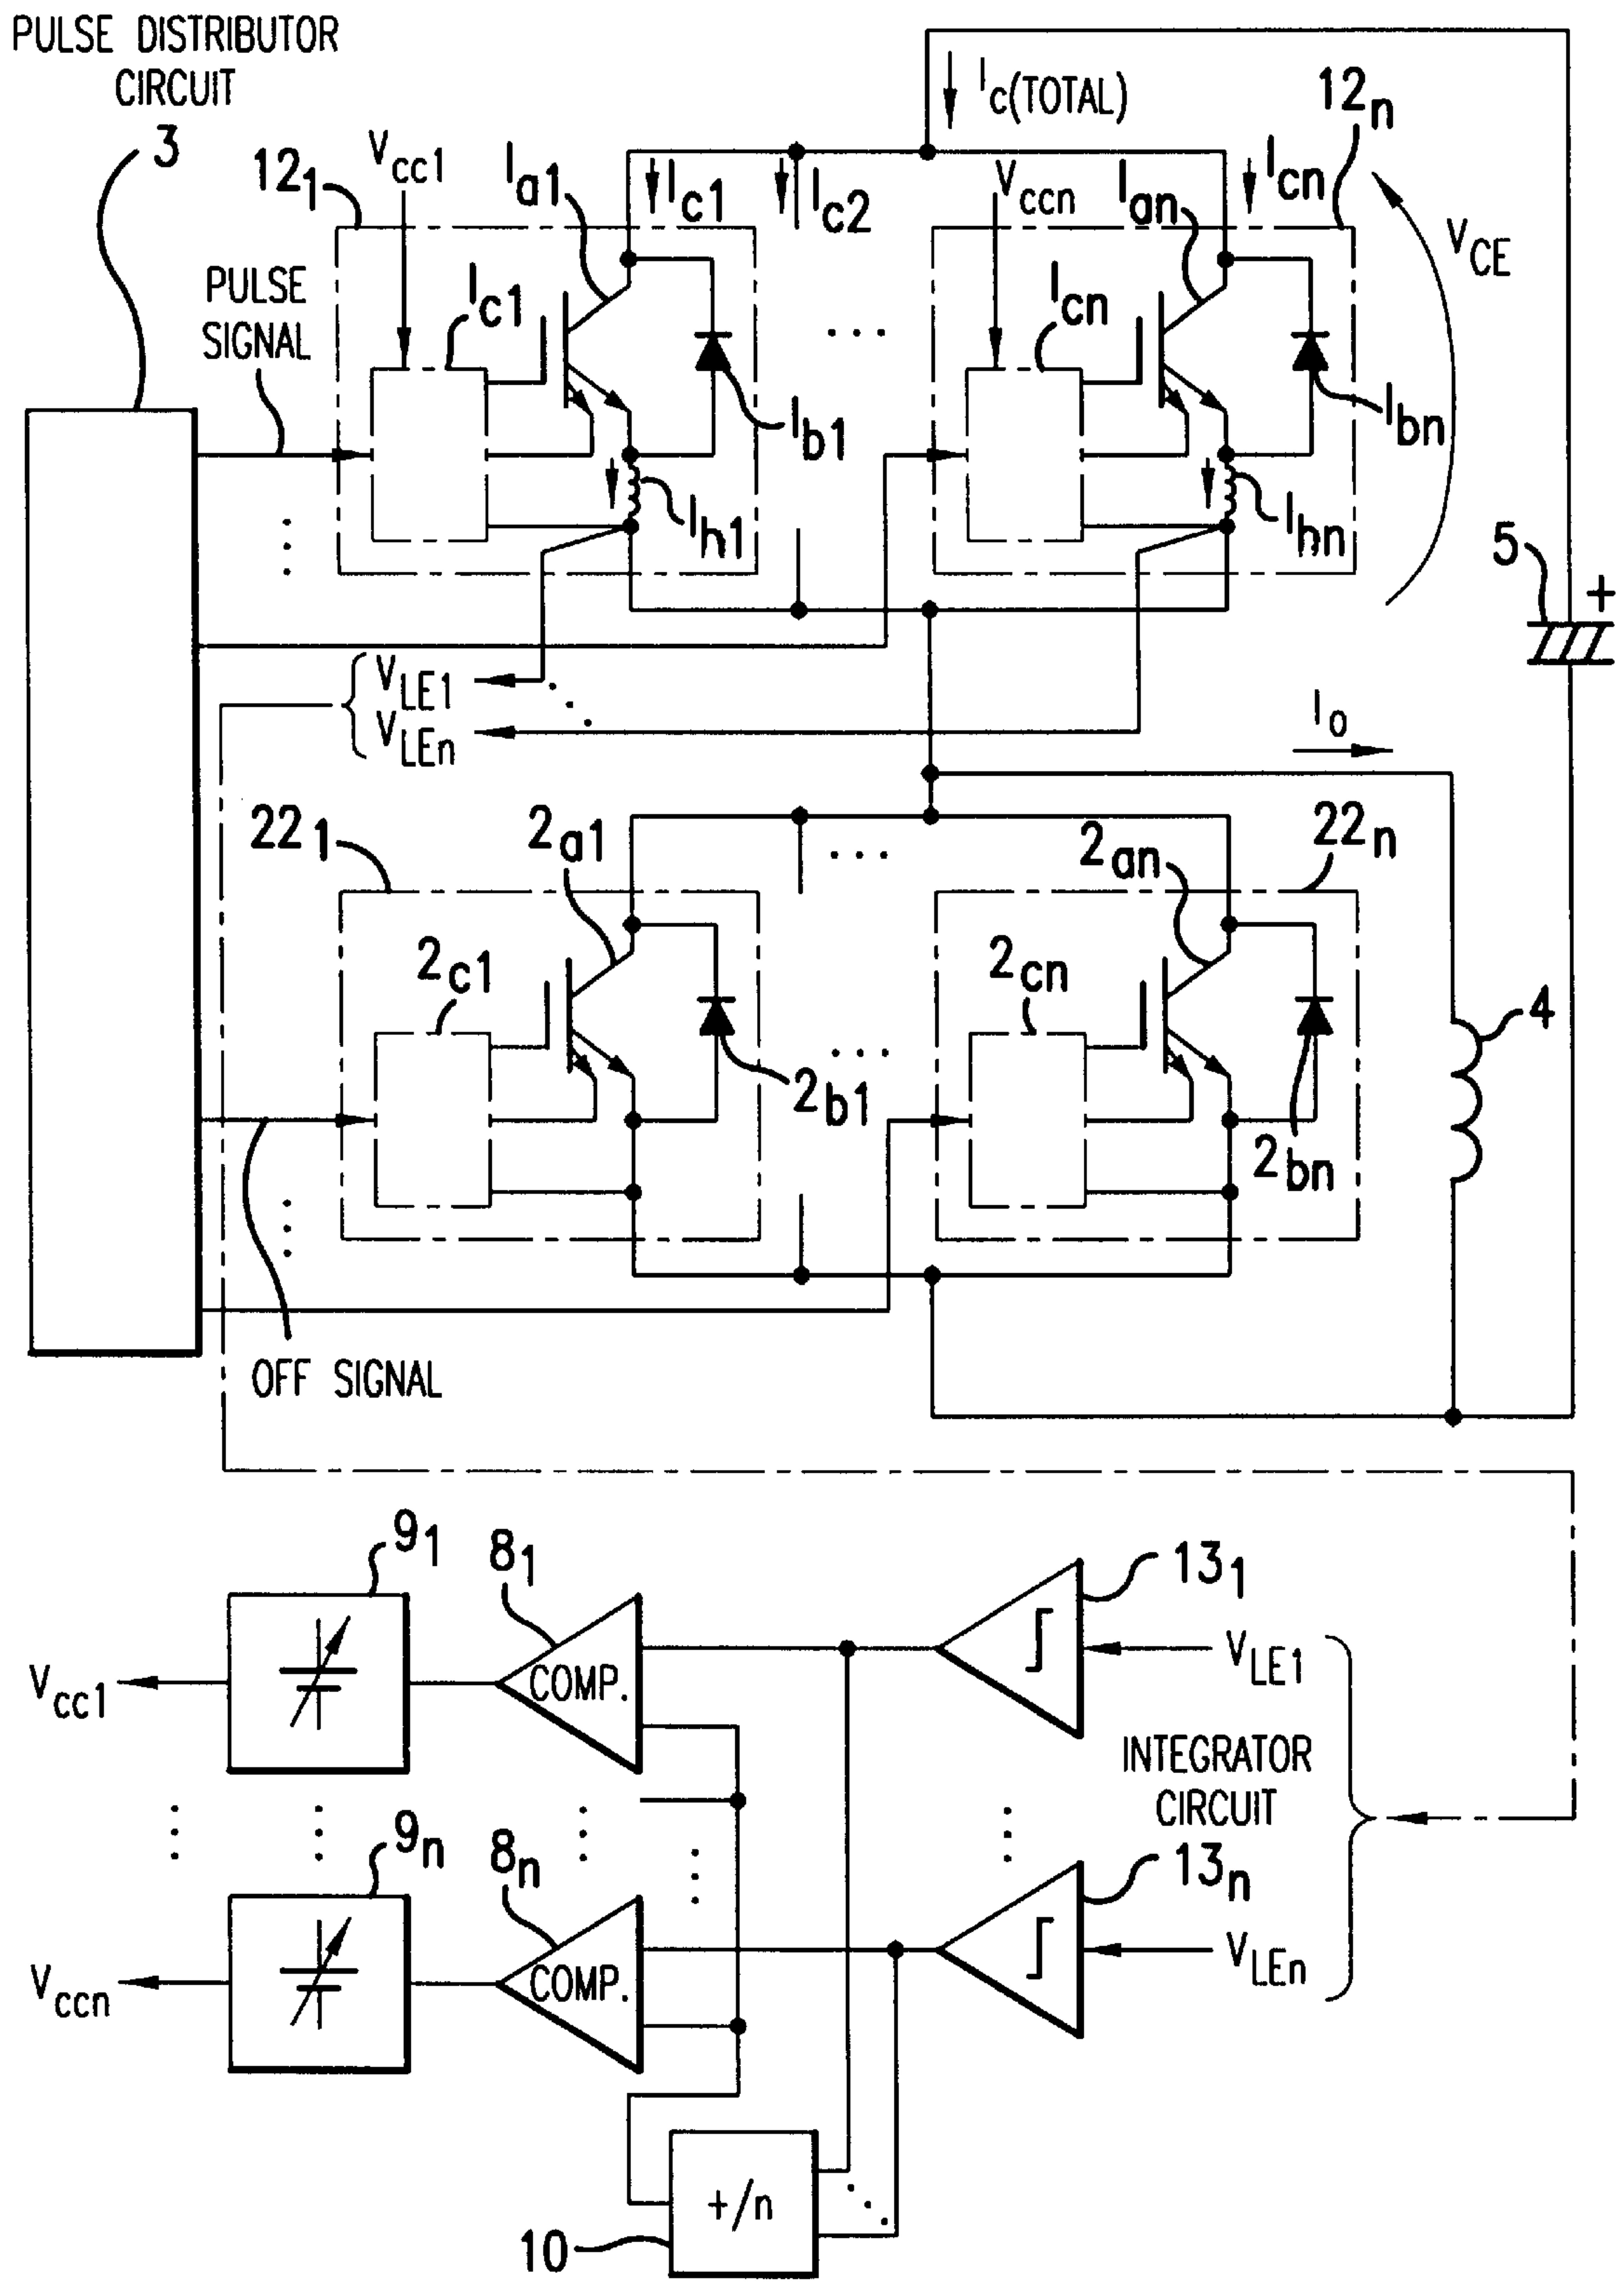 PULSE DISTRIBUTOR
CIRCUIT
3
Ic(TOTAL)
12n
121
Vcc1
Ia1
Ic1
Ic2
Vccn
Ian
Icn
VCE
PULSE
SIGNAL
Ic1
Icn
...
Ib1
Ibn
Ih1
Ihn
5
+
VLE1
VLEn
Io
221
2a1
...
2an
22n
2c1
2cn
...
4
2b1
2bn
OFF SIGNAL
91
81
131
COMP.
VLE1
Vcc1
INTEGRATOR
CIRCUIT
9n
8n
13n
COMP.
VLEn
Vccn
+/n
10